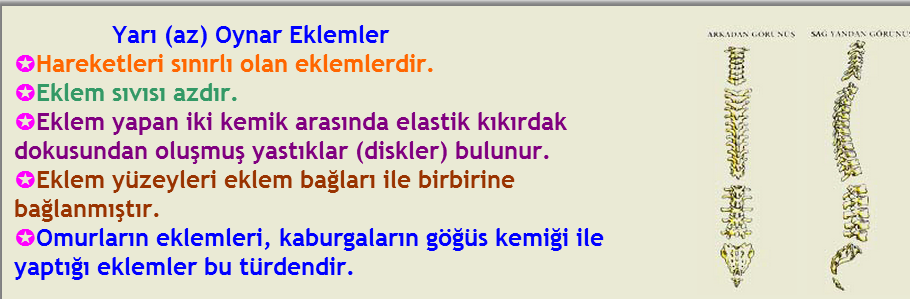 Yarı (az) Oynar Eklemler
✪Hareketleri sınırlı olan eklemlerdir.
✪Eklem sıvısı azdır.
✪Eklem yapan iki kemik arasında elastik kıkırdak
dokusundan oluşmuş yastıklar (diskler) bulunur.
✪Eklem yüzeyleri eklem bağları ile birbirine
bağlanmıştır.
✪Omurların eklemleri, kaburgaların göğüs kemiği ile
yaptığı eklemler bu türdendir.
ARKADAN GÖRÜNÜŞ
SAĞ YANDAN GÖRÜNÜŞ